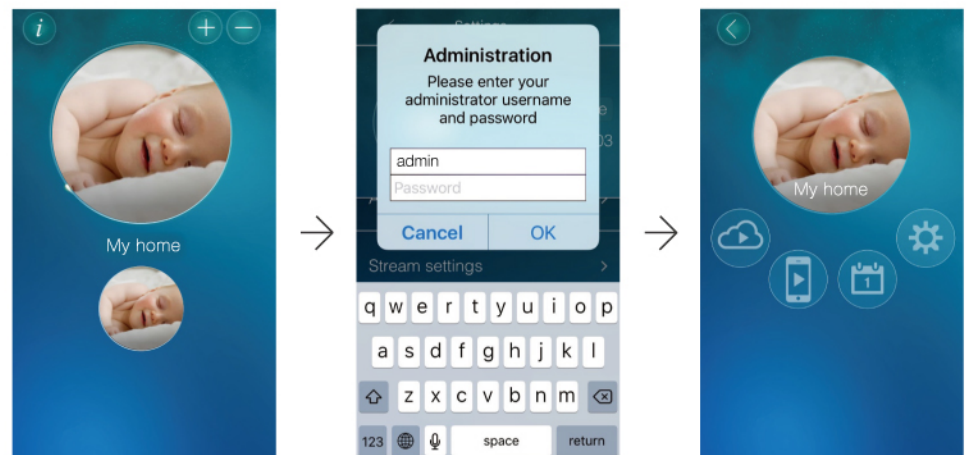 i
+ −
My home
Settings
Administration
Please enter your
administrator username
and password
admin
Password
Cancel OK
e
03
Stream settings
q w e r t y u i o p
a s d f g h j k l
z x c v b n m
123 space return
My home
1